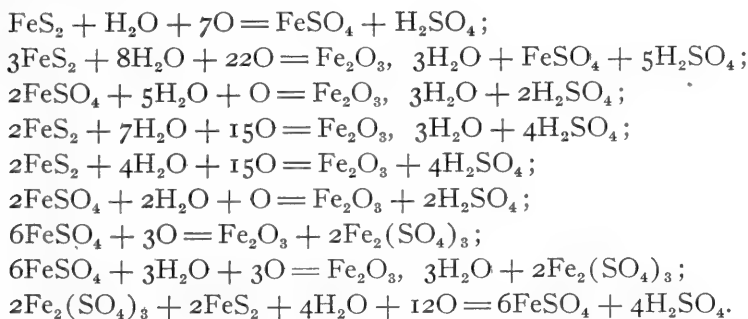 FeS₂ + H₂O + 7O = FeSO₄ + H₂SO₄;
3FeS₂ + 8H₂O + 22O = Fe₂O₃, 3H₂O + FeSO₄ + 5H₂SO₄;
2FeSO₄ + 5H₂O + O = Fe₂O₃, 3H₂O + 2H₂SO₄;
2FeS₂ + 7H₂O + 15O = Fe₂O₃, 3H₂O + 4H₂SO₄;
2FeS₂ + 4H₂O + 15O = Fe₂O₃ + 4H₂SO₄;
2FeSO₄ + 2H₂O + O = Fe₂O₃ + 2H₂SO₄;
6FeSO₄ + 3O = Fe₂O₃ + 2Fe₂(SO₄)₃;
6FeSO₄ + 3H₂O + 3O = Fe₂O₃, 3H₂O + 2Fe₂(SO₄)₃;
2Fe₂(SO₄)₃ + 2FeS₂ + 4H₂O + 12O = 6FeSO₄ + 4H₂SO₄.